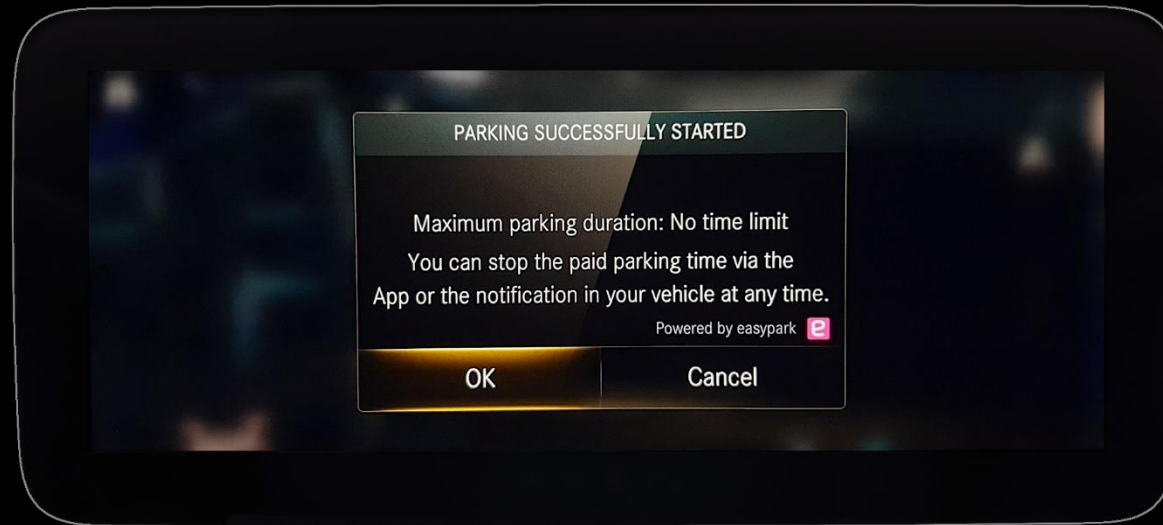 PARKING SUCCESSFULLY STARTED
Maximum parking duration: No time limit
You can stop the paid parking time via the
App or the notification in your vehicle at any time.
Powered by easypark e
OK
Cancel